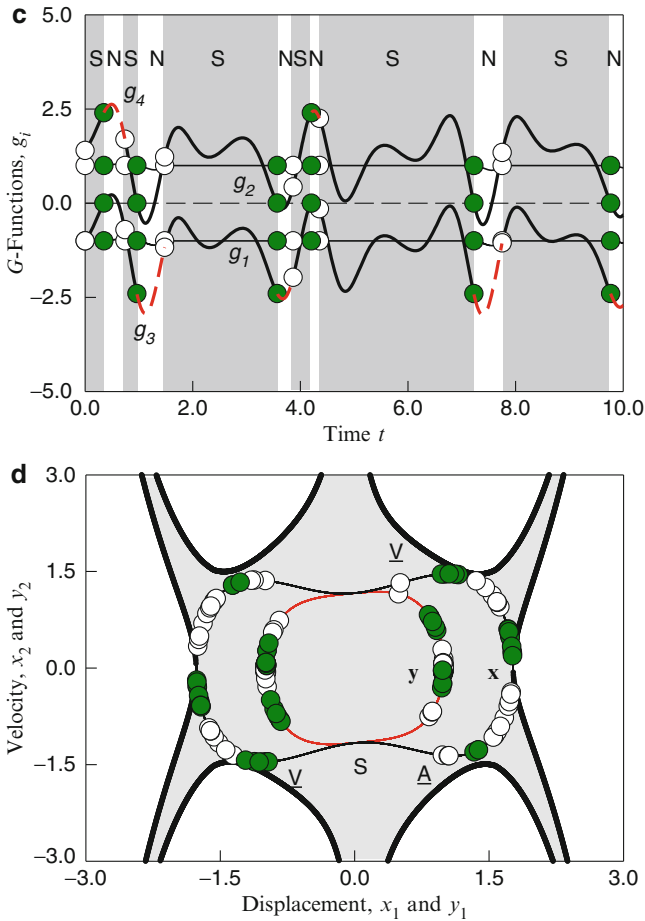 c
5.0
2.5
0.0
−2.5
−5.0
G-Functions, gᵢ
S N S N S N S N S N S N
g₄
g₂
g₁
g₃
0.0 2.0 4.0 6.0 8.0 10.0
Time t
d
3.0
1.5
0.0
−1.5
−3.0
Velocity, x₂ and y₂
V
y x
V S A
−3.0 −1.5 0.0 1.5 3.0
Displacement, x₁ and y₁